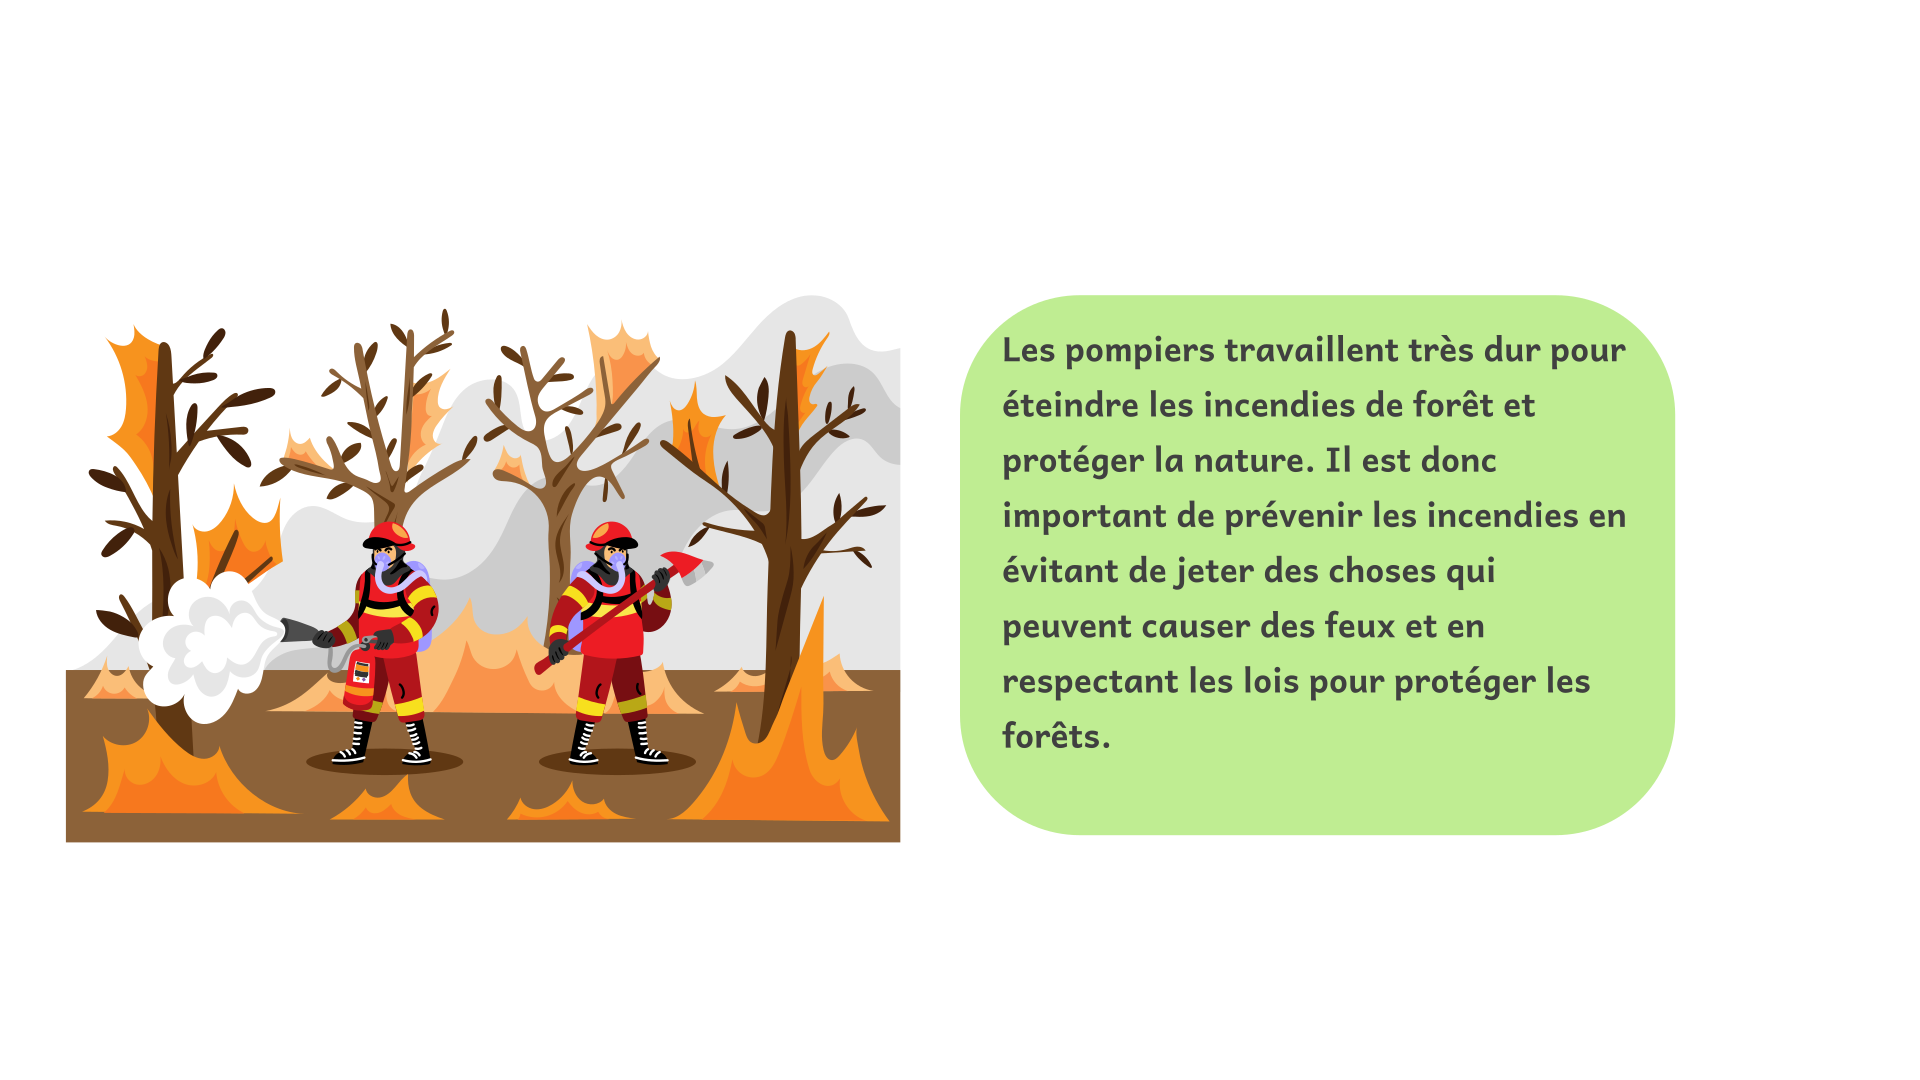 Les pompiers travaillent très dur pour
éteindre les incendies de forêt et
protéger la nature. Il est donc
important de prévenir les incendies en
évitant de jeter des choses qui
peuvent causer des feux et en
respectant les lois pour protéger les
forêts.